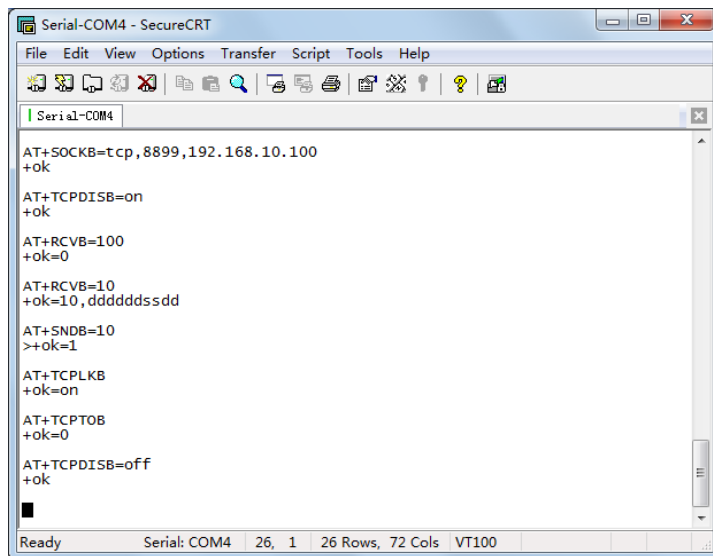 Serial-COM4 - SecureCRT
File Edit View Options Transfer Script Tools Help
Serial-COM4
AT+SOCKB=tcp,8899,192.168.10.100
+ok
AT+TCPDISB=on
+ok
AT+RCVB=100
+ok=0
AT+RCVB=10
+ok=10,ddddddssdd
AT+SNDB=10
>+ok=1
AT+TCPLKB
+ok=on
AT+TCPTOB
+ok=0
AT+TCPDISB=off
+ok
Ready Serial: COM4 26, 1 26 Rows, 72 Cols VT100